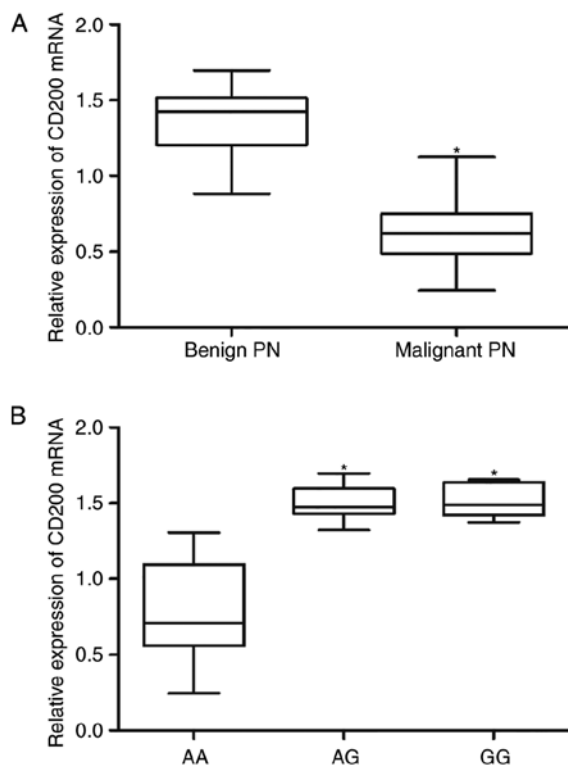 A
Relative expression of CD200 mRNA
2.0
1.5
1.0
0.5
0.0
*
Benign PN Malignant PN
B
Relative expression of CD200 mRNA
2.0
1.5
1.0
0.5
0.0
* *
AA AG GG